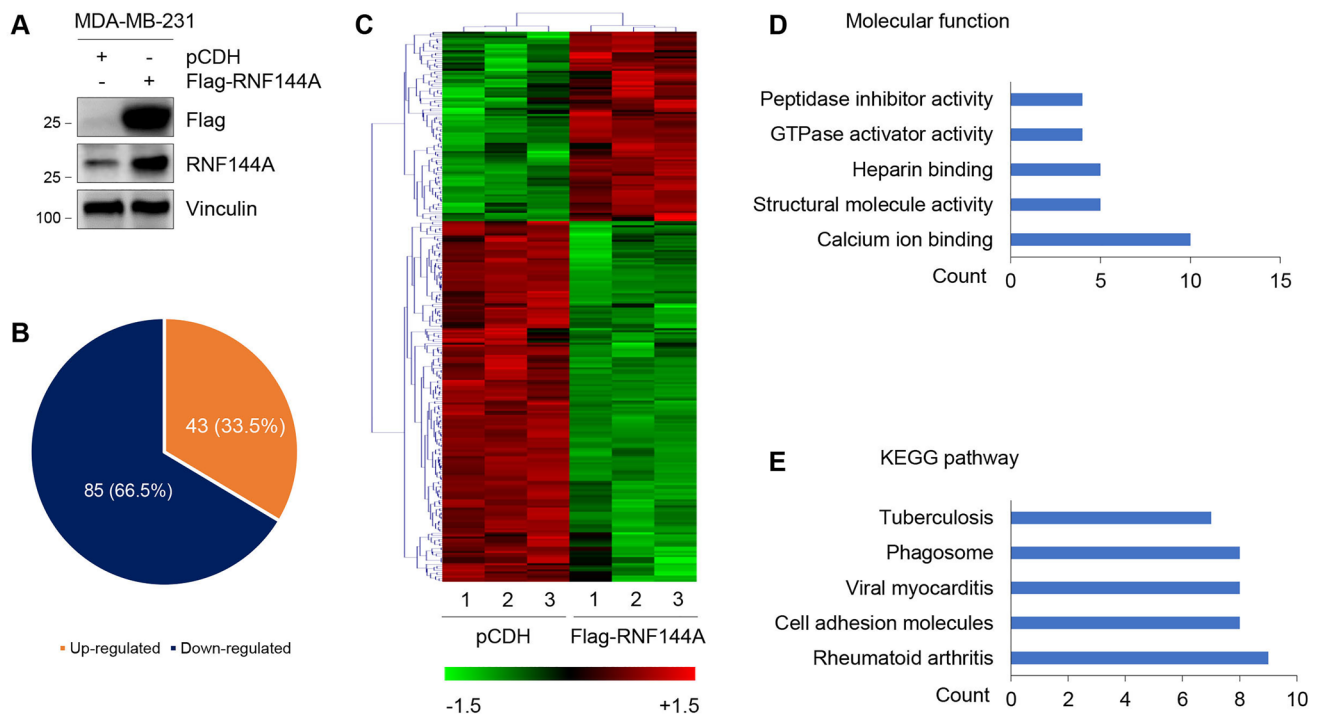 A
MDA-MB-231
+ - pCDH
- + Flag-RNF144A
25 Flag
RNF144A
25
100 Vinculin
B
43 (33.5%)
85 (66.5%)
Up-regulated Down-regulated
C
1 2 3 1 2 3
pCDH Flag-RNF144A
-1.5 +1.5
D Molecular function
Peptidase inhibitor activity
GTPase activator activity
Heparin binding
Structural molecule activity
Calcium ion binding
Count 0 5 10 15
E KEGG pathway
Tuberculosis
Phagosome
Viral myocarditis
Cell adhesion molecules
Rheumatoid arthritis
Count 0 2 4 6 8 10